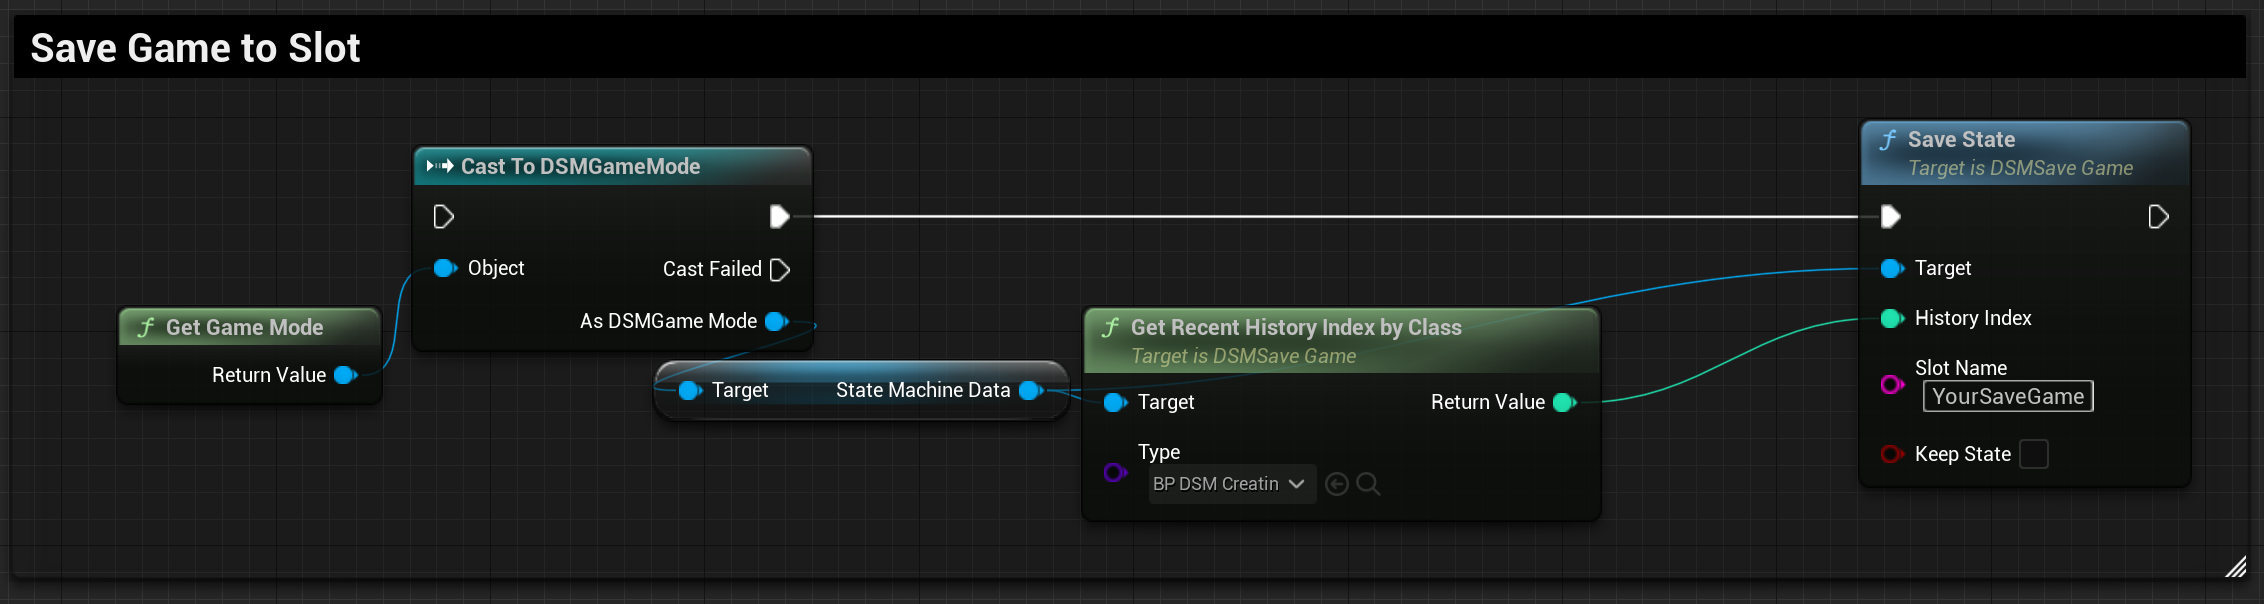 Save Game to Slot
Cast To DSMGameMode
Object
Cast Failed
As DSMGame Mode
Get Game Mode
Return Value
Target
State Machine Data
Get Recent History Index by Class
Target is DSMSave Game
Target
Return Value
Type
BP DSM Creatin
Save State
Target is DSMSave Game
Target
History Index
Slot Name
YourSaveGame
Keep State